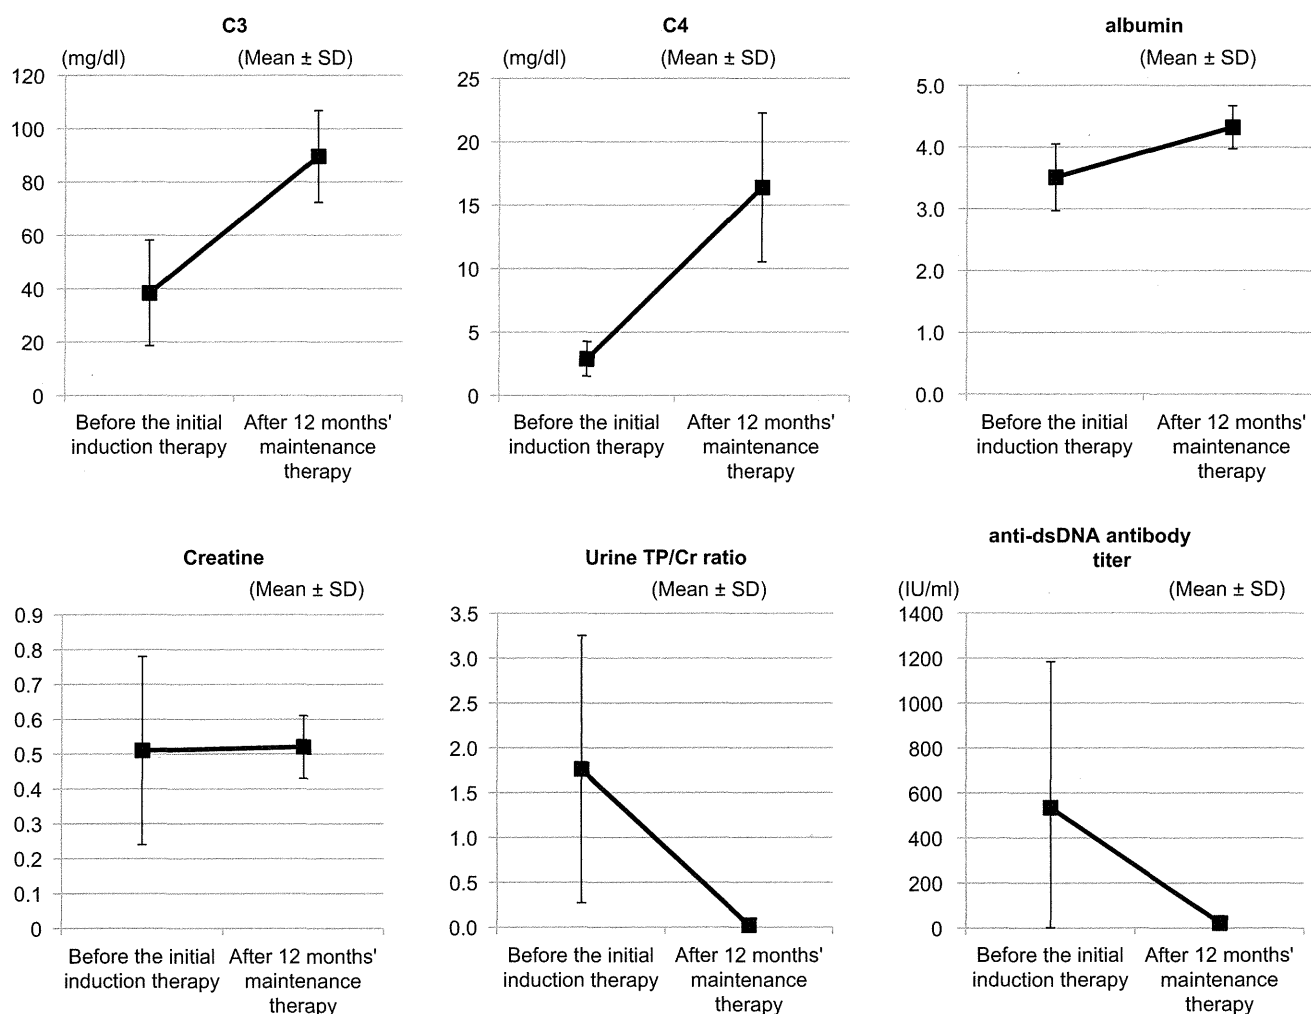 C3
(mg/dl)
(Mean ± SD)
120
100
80
60
40
20
0
Before the initial
induction therapy
After 12 months'
maintenance
therapy
C4
(mg/dl)
(Mean ± SD)
25
20
15
10
5
0
Before the initial
induction therapy
After 12 months'
maintenance
therapy
albumin
(Mean ± SD)
5.0
4.0
3.0
2.0
1.0
0.0
Before the initial
induction therapy
After 12 months'
maintenance
therapy
Creatine
(Mean ± SD)
0.9
0.8
0.7
0.6
0.5
0.4
0.3
0.2
0.1
0
Before the initial
induction therapy
After 12 months'
maintenance
therapy
Urine TP/Cr ratio
(Mean ± SD)
3.5
3.0
2.5
2.0
1.5
1.0
0.5
0.0
Before the initial
induction therapy
After 12 months'
maintenance
therapy
anti-dsDNA antibody
titer
(IU/ml)
(Mean ± SD)
1400
1200
1000
800
600
400
200
0
Before the initial
induction therapy
After 12 months'
maintenance
therapy